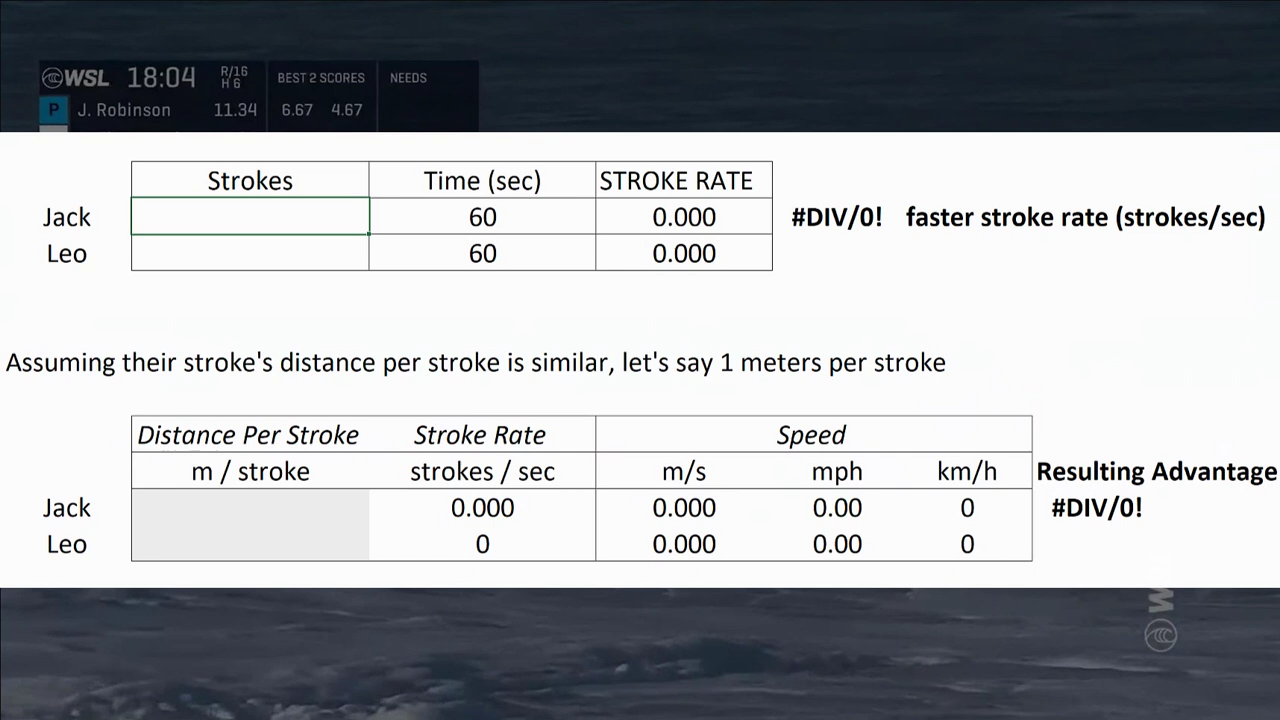 WSL 18:04 R/16 H 6 BEST 2 SCORES NEEDS
P J. Robinson 11.34 6.67 4.67
Strokes Time (sec) STROKE RATE
Jack 60 0.000 #DIV/0! faster stroke rate (strokes/sec)
Leo 60 0.000
Assuming their stroke's distance per stroke is similar, let's say 1 meters per stroke
Distance Per Stroke Stroke Rate Speed
m / stroke strokes / sec m/s mph km/h Resulting Advantage
Jack 0.000 0.000 0.00 0 #DIV/0!
Leo 0 0.000 0.00 0